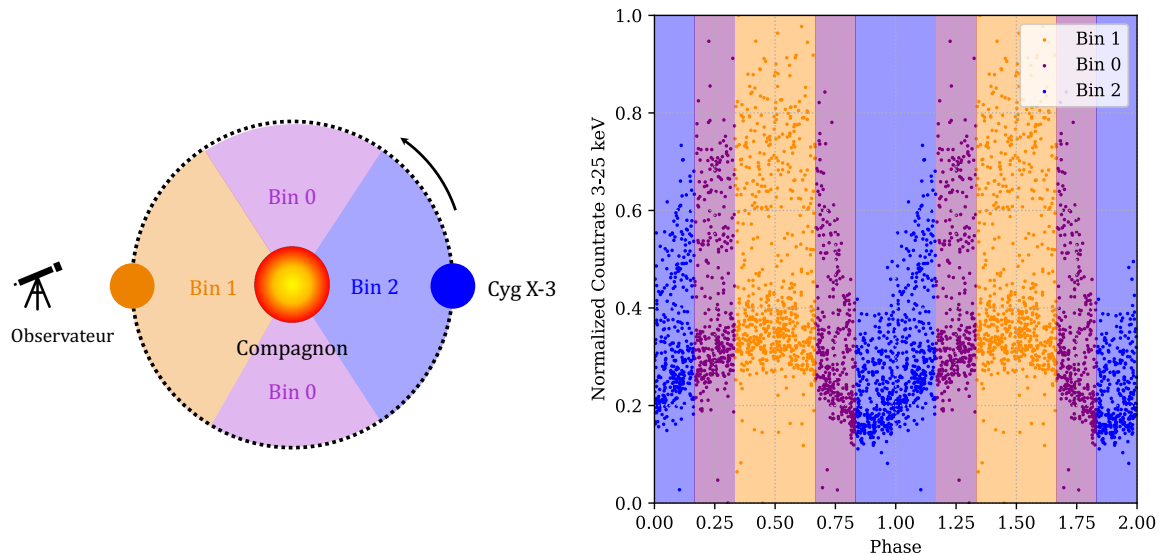 Bin 0
Bin 1
Bin 2
Cyg X-3
Observateur
Compagnon
Bin 0
Normalized Countrate 3-25 keV
1.0
0.8
0.6
0.4
0.2
0.0
Bin 1
Bin 0
Bin 2
0.00 0.25 0.50 0.75 1.00 1.25 1.50 1.75 2.00
Phase